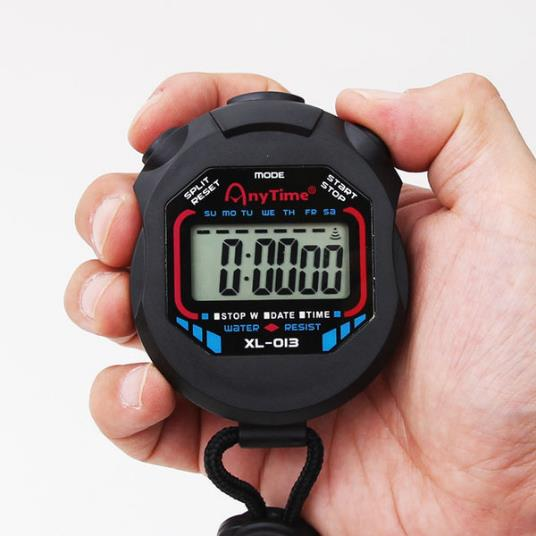 MODE
SPLIT
RESET
START
STOP
AnyTime®
SU MO TU WE TH FR SA
0:0000
STOP W DATE TIME
WATER RESIST
XL-013